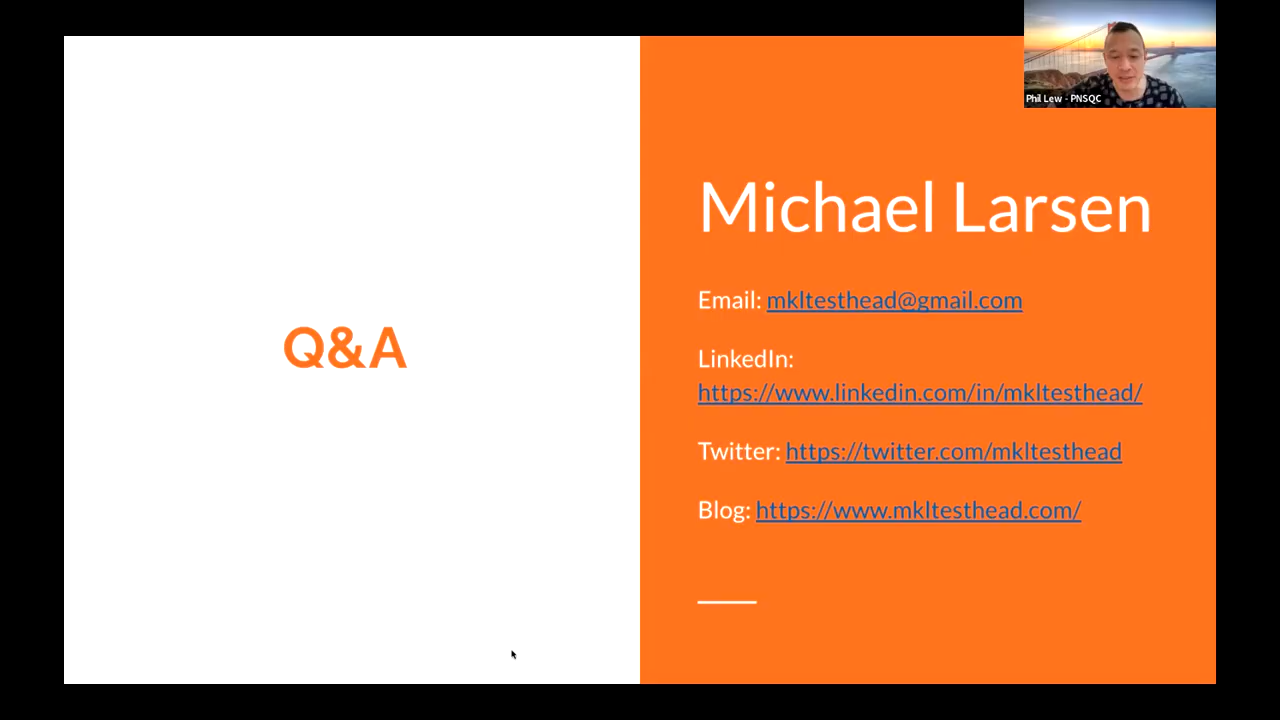 Phil Lew - PNSQC
Q&A
Michael Larsen
Email: mkltesthead@gmail.com
LinkedIn:
https://www.linkedin.com/in/mkltesthead/
Twitter: https://twitter.com/mkltesthead
Blog: https://www.mkltesthead.com/